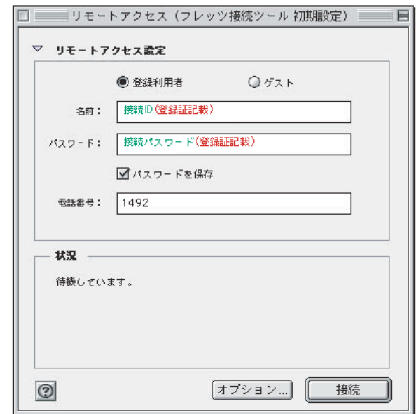 リモートアクセス（フレッツ接続ツール 初期設定）
リモートアクセス設定
登録利用者 ゲスト
名前： 接続ID(登録証記載)
パスワード： 接続パスワード(登録証記載)
パスワードを保存
電話番号： 1492
状況
待機しています。
?
オプション... 接続